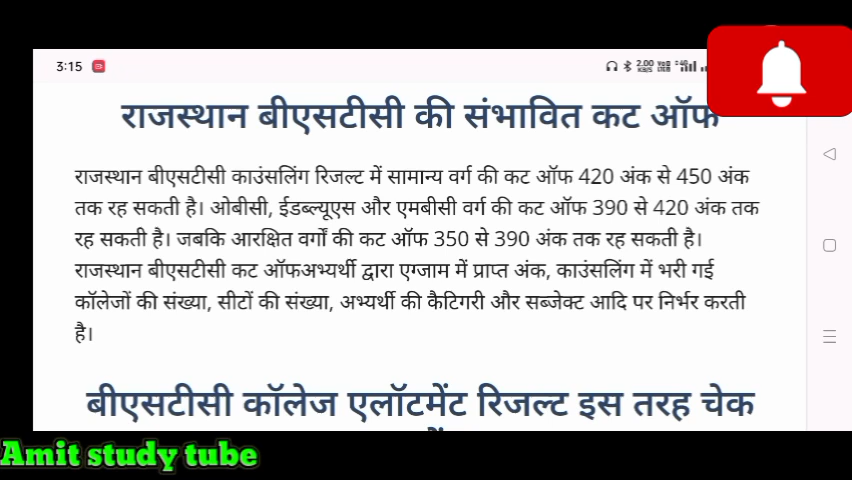 3:15
राजस्थान बीएसटीसी की संभावित कट ऑफ
राजस्थान बीएसटीसी काउंसलिंग रिजल्ट में सामान्य वर्ग की कट ऑफ 420 अंक से 450 अंक
तक रह सकती है। ओबीसी, ईडब्ल्यूएस और एमबीसी वर्ग की कट ऑफ 390 से 420 अंक तक
रह सकती है। जबकि आरक्षित वर्गों की कट ऑफ 350 से 390 अंक तक रह सकती है।
राजस्थान बीएसटीसी कट ऑफअभ्यर्थी द्वारा एग्जाम में प्राप्त अंक, काउंसलिंग में भरी गई
कॉलेजों की संख्या, सीटों की संख्या, अभ्यर्थी की कैटिगरी और सब्जेक्ट आदि पर निर्भर करती
है।
बीएसटीसी कॉलेज एलॉटमेंट रिजल्ट इस तरह चेक
Amit study tube